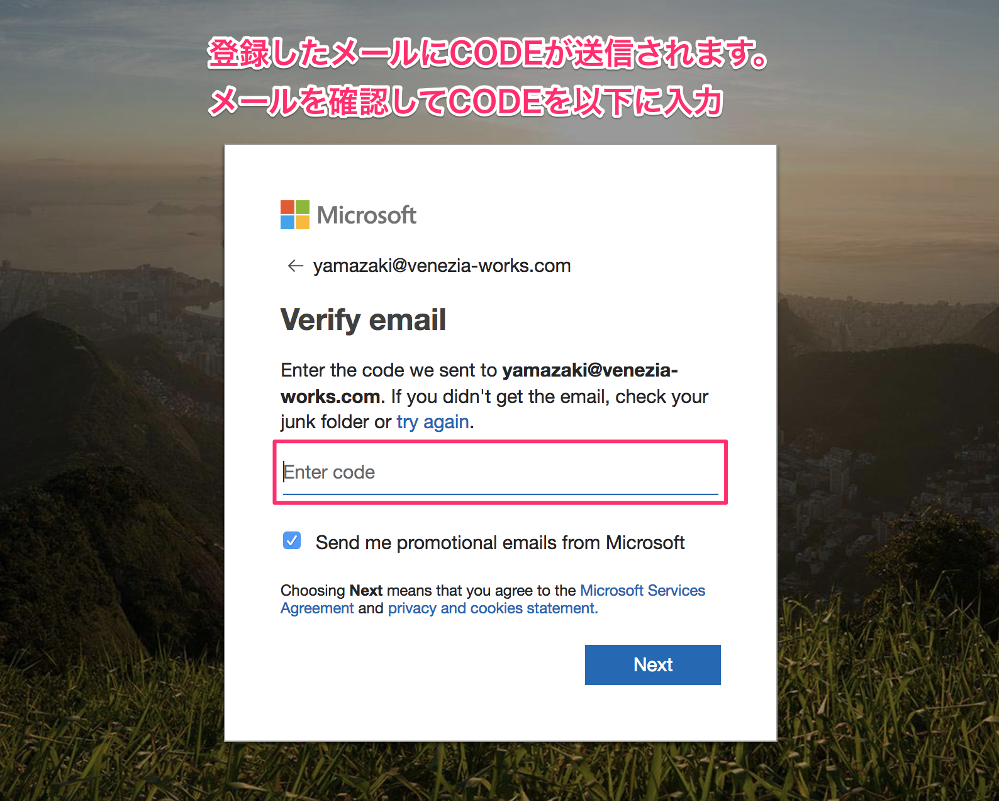 登録したメールにCODEが送信されます。
メールを確認してCODEを以下に入力
Microsoft
← yamazaki@venezia-works.com
Verify email
Enter the code we sent to yamazaki@venezia-
works.com. If you didn't get the email, check your
junk folder or try again.
Enter code
Send me promotional emails from Microsoft
Choosing Next means that you agree to the Microsoft Services
Agreement and privacy and cookies statement.
Next